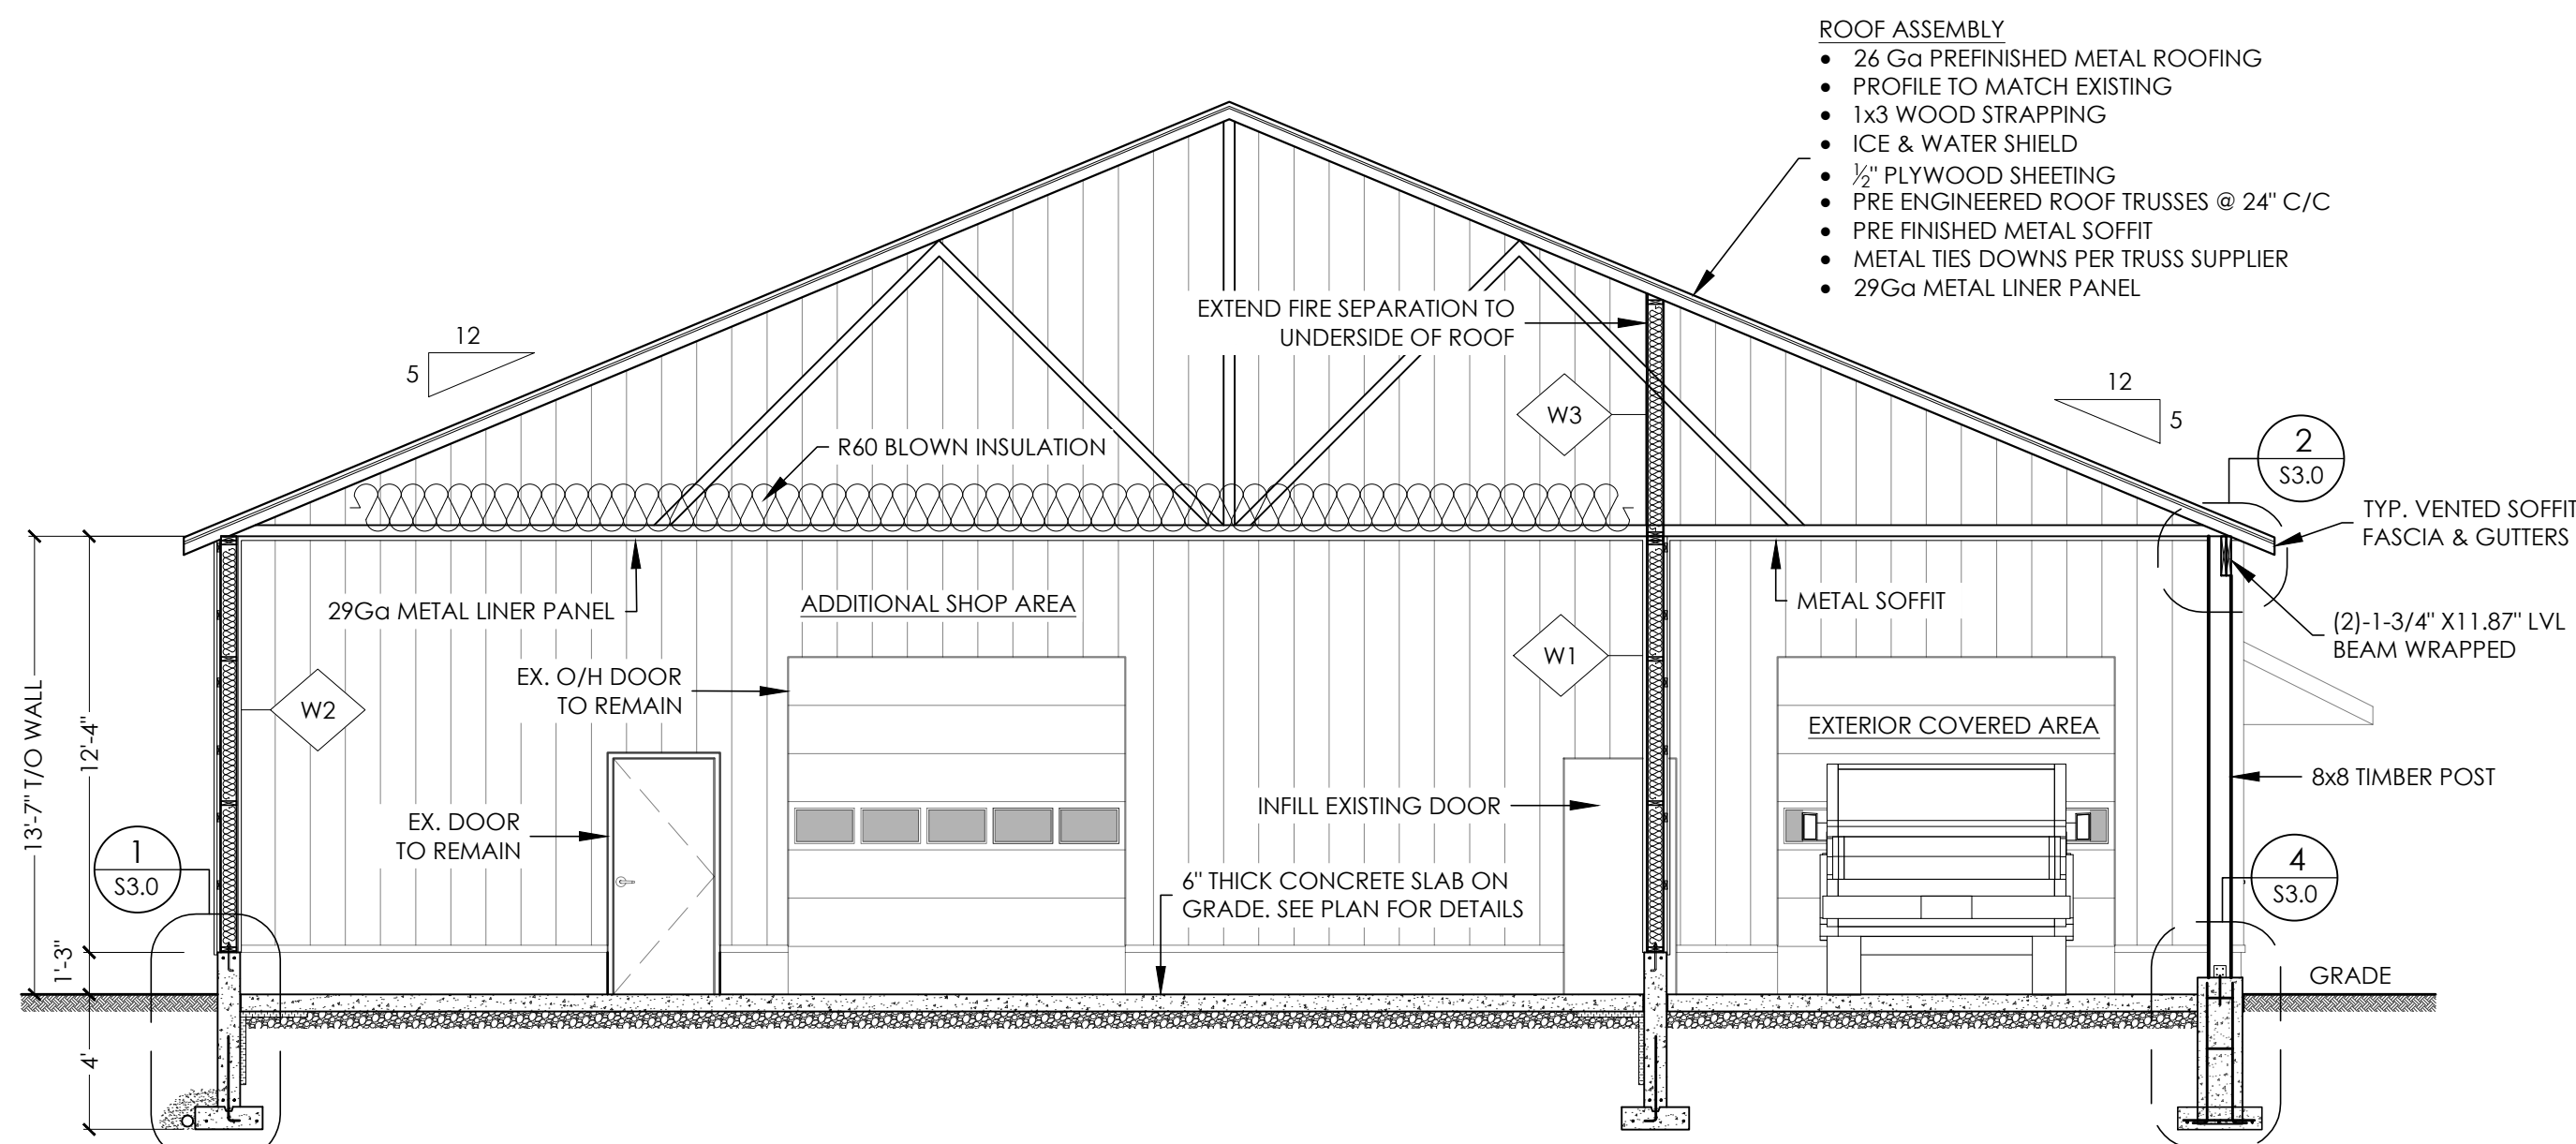 ROOF ASSEMBLY
• 26 Ga PREFINISHED METAL ROOFING
• PROFILE TO MATCH EXISTING
• 1x3 WOOD STRAPPING
• ICE & WATER SHIELD
• ½" PLYWOOD SHEETING
• PRE ENGINEERED ROOF TRUSSES @ 24" C/C
• PRE FINISHED METAL SOFFIT
• METAL TIES DOWNS PER TRUSS SUPPLIER
• 29Ga METAL LINER PANEL
EXTEND FIRE SEPARATION TO
UNDERSIDE OF ROOF
12
5
12
5
W3
R60 BLOWN INSULATION
2
S3.0
TYP. VENTED SOFFIT
FASCIA & GUTTERS
29Ga METAL LINER PANEL
ADDITIONAL SHOP AREA
METAL SOFFIT
(2)-1-3/4" X11.87" LVL
BEAM WRAPPED
W1
EX. O/H DOOR
TO REMAIN
W2
EXTERIOR COVERED AREA
13'-7" T/O WALL
12'-4"
8x8 TIMBER POST
INFILL EXISTING DOOR
EX. DOOR
TO REMAIN
1
S3.0
4
S3.0
6" THICK CONCRETE SLAB ON
GRADE. SEE PLAN FOR DETAILS
1'-3"
GRADE
4'